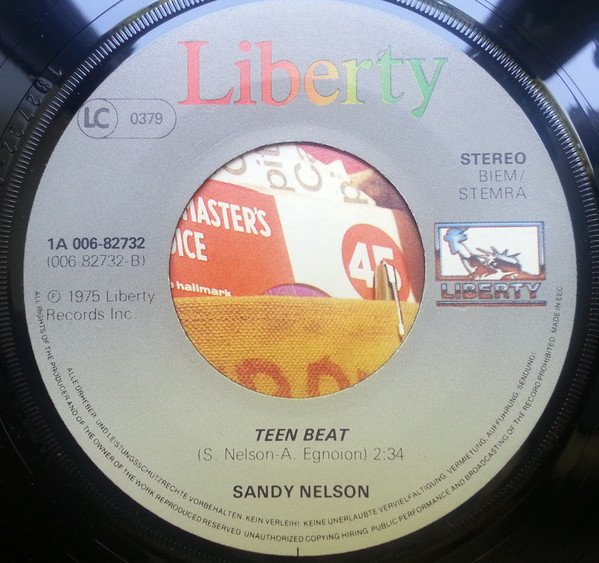 Liberty
LC 0379
STEREO
BIEM/
STEMRA
1A 006-82732
(006-82732-B)
LIBERTY
℗ 1975 Liberty
Records Inc.
MASTER'S
OICE
hallmark
45
TEEN BEAT
(S. Nelson-A. Egnoion) 2:34
SANDY NELSON
ALLE URHEBER- UND LEISTUNGSSCHUTZRECHTE VORBEHALTEN. KEIN VERLEIH! KEINE UNERLAUBTE VERVIELFÄLTIGUNG, VERMIETUNG, AUFFÜHRUNG, SENDUNG!
ALL RIGHTS OF THE PRODUCER AND OF THE OWNER OF THE WORK REPRODUCED RESERVED. UNAUTHORIZED COPYING HIRING PUBLIC PERFORMANCE AND BROADCASTING OF THE RECORD PROHIBITED. MADE IN EEC.